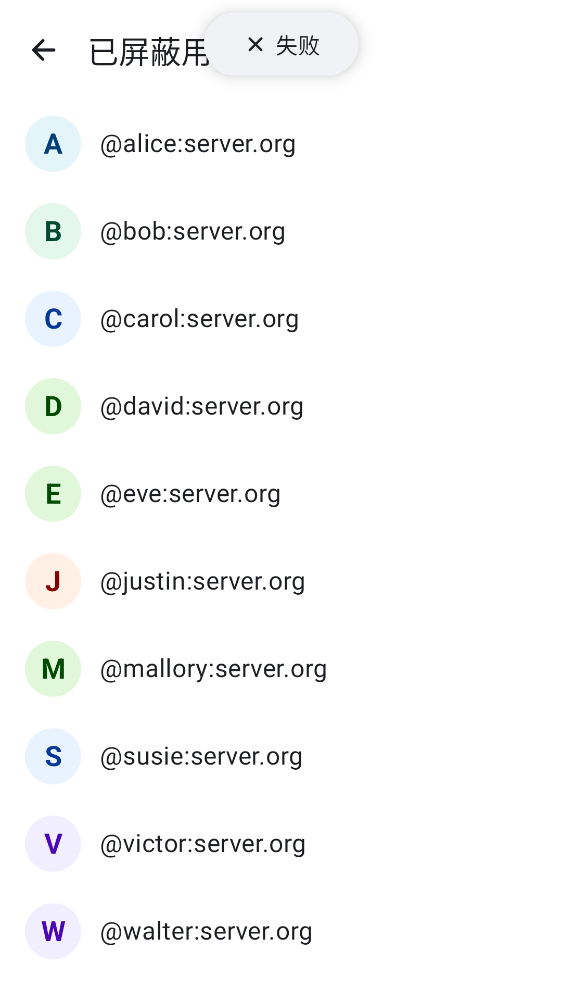 已屏蔽用
失败
A @alice:server.org
B @bob:server.org
C @carol:server.org
D @david:server.org
E @eve:server.org
J @justin:server.org
M @mallory:server.org
S @susie:server.org
V @victor:server.org
W @walter:server.org